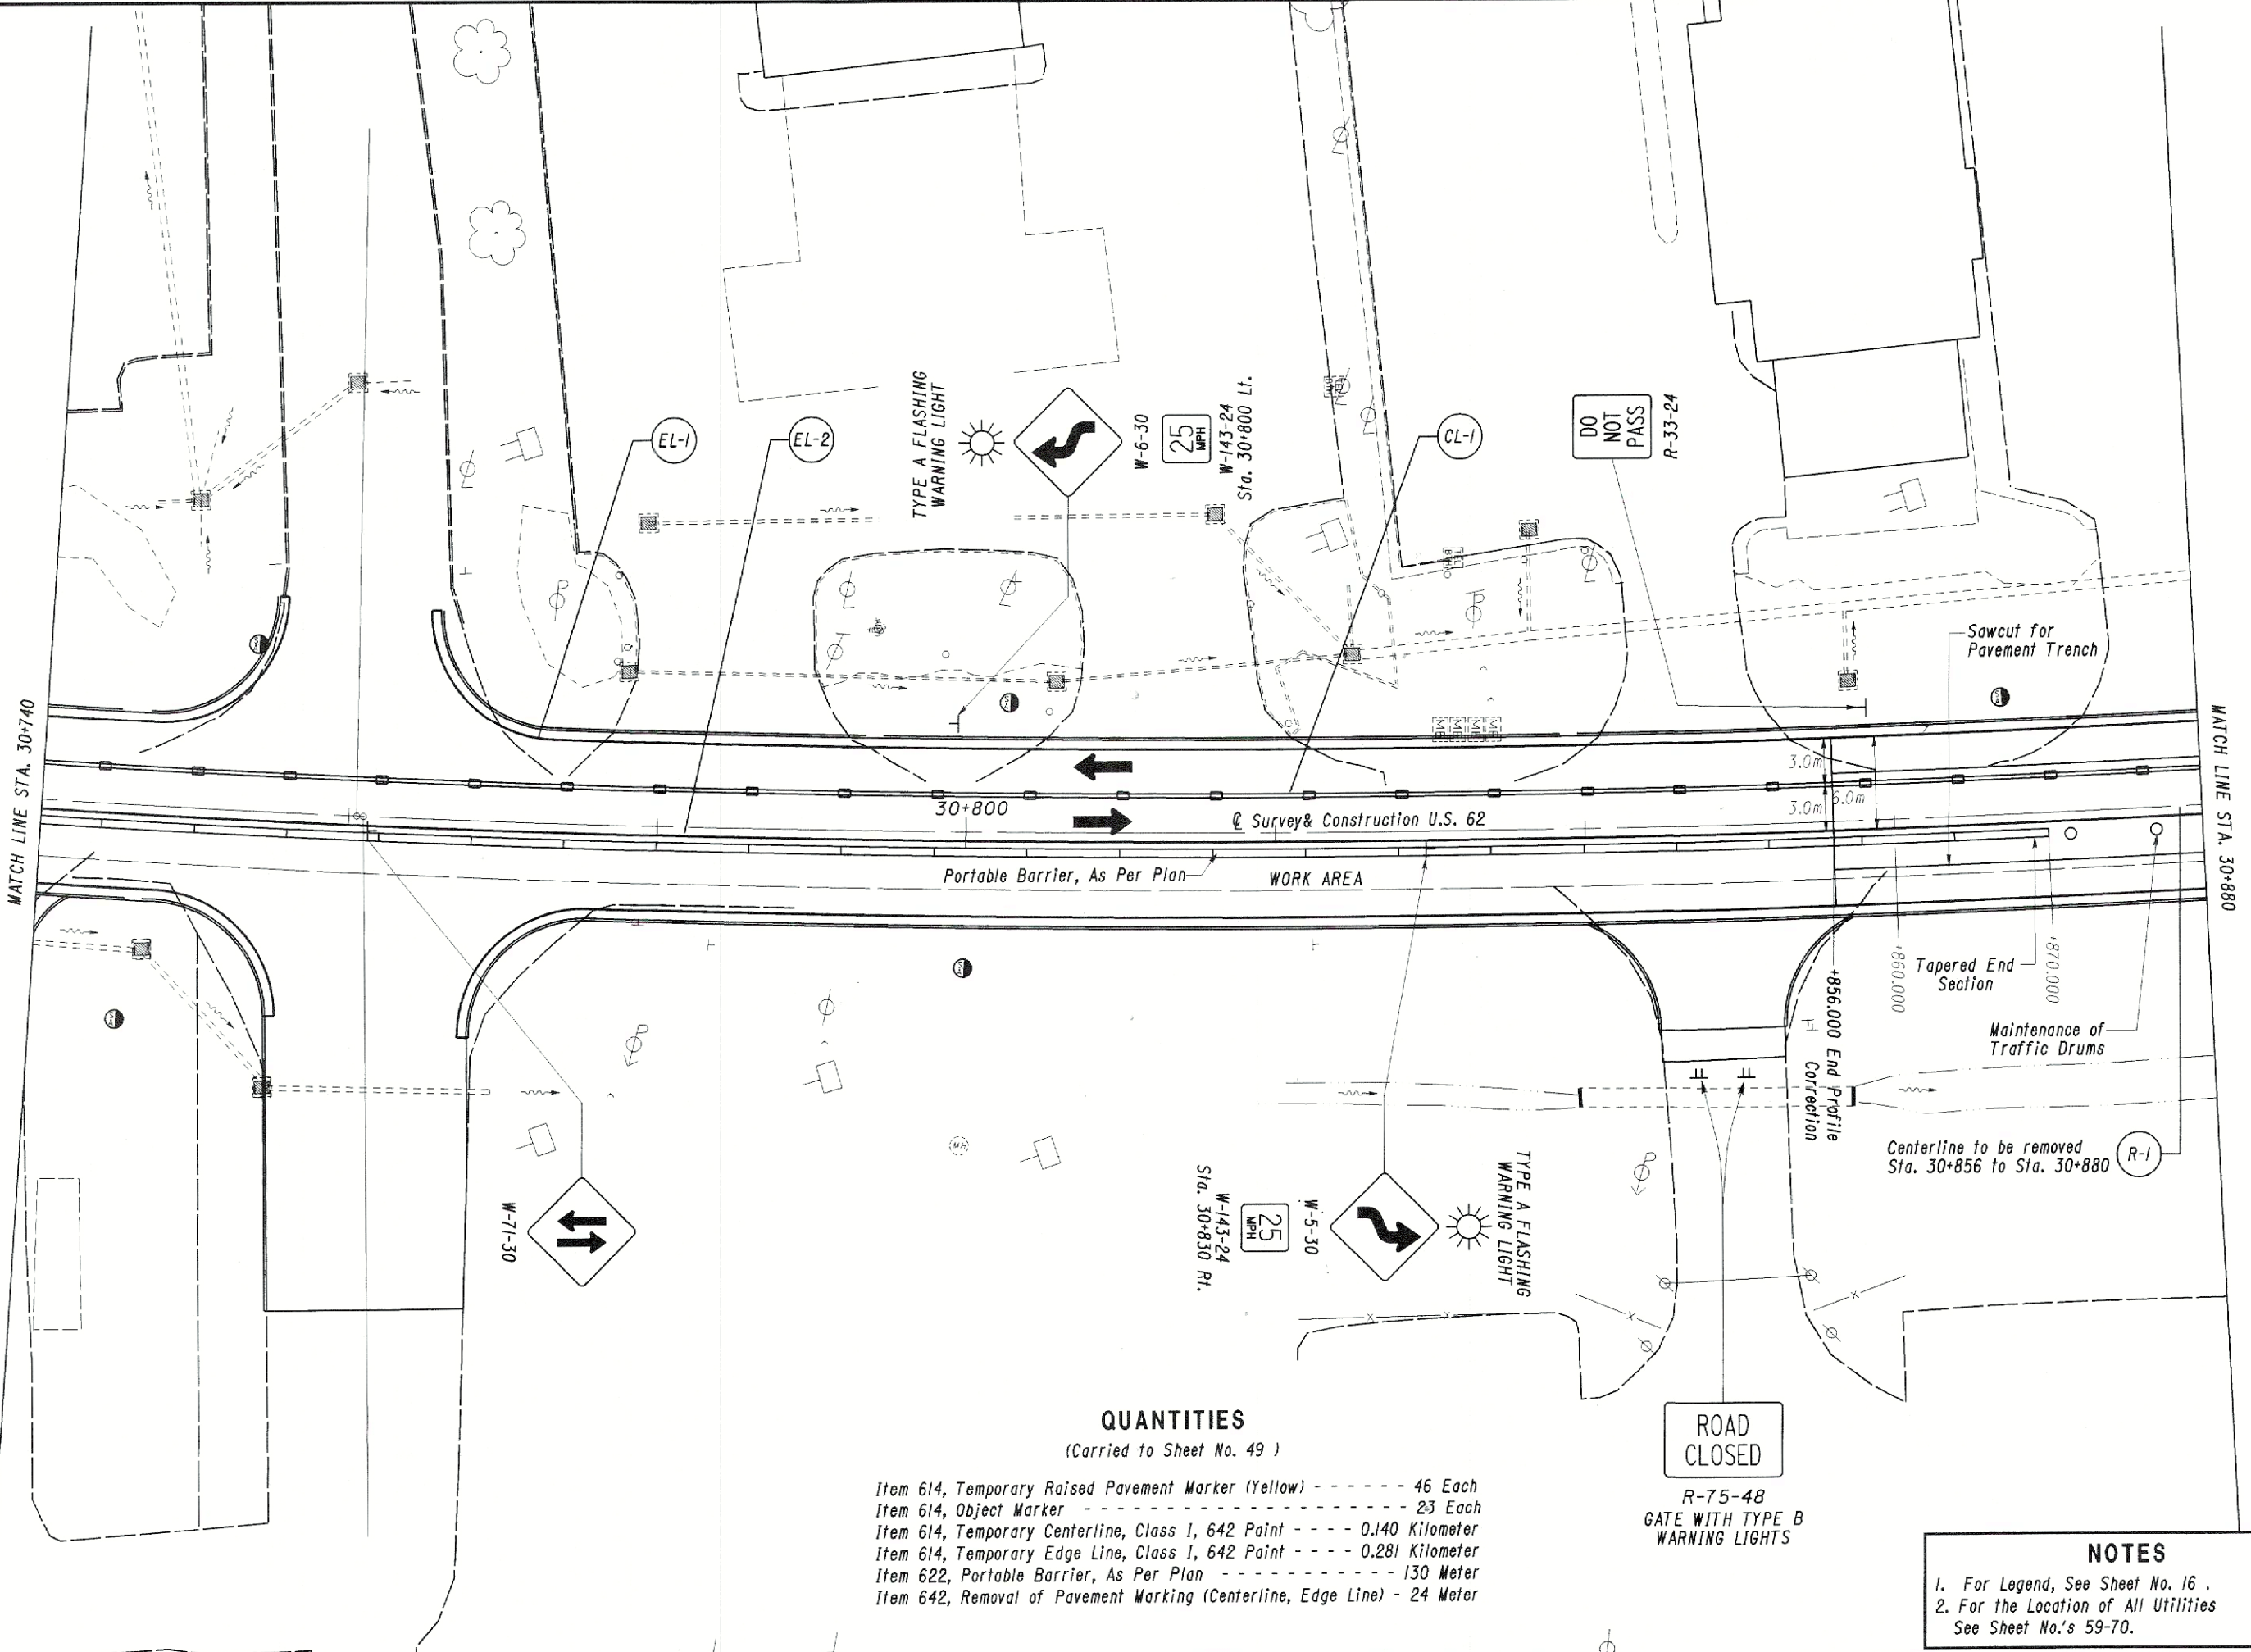 MATCH LINE STA. 30+740
EL-1
EL-2
TYPE A FLASHING
WARNING LIGHT
W-6-30
25
MPH
W-143-24
Sta. 30+800 Lt.
CL-1
DO
NOT
PASS
R-33-24
Sawcut for
Pavement Trench
MATCH LINE STA. 30+880
3.0m
3.0m
6.0m
30+800
℄ Survey& Construction U.S. 62
Portable Barrier, As Per Plan
WORK AREA
+856.000 End Profile
Correction
+860.000
Tapered End
Section
+870.000
Maintenance of
Traffic Drums
Centerline to be removed
Sta. 30+856 to Sta. 30+880
R-1
MH
W-71-30
W-143-24
Sta. 30+830 Rt.
25
MPH
W-5-30
TYPE A FLASHING
WARNING LIGHT
ROAD
CLOSED
R-75-48
GATE WITH TYPE B
WARNING LIGHTS
QUANTITIES
(Carried to Sheet No. 49 )
Item 614, Temporary Raised Pavement Marker (Yellow) - - - - - - 46 Each
Item 614, Object Marker - - - - - - - - - - - - - - - - - - - - - 23 Each
Item 614, Temporary Centerline, Class I, 642 Paint - - - - 0.140 Kilometer
Item 614, Temporary Edge Line, Class I, 642 Paint - - - - 0.281 Kilometer
Item 622, Portable Barrier, As Per Plan - - - - - - - - - - - 130 Meter
Item 642, Removal of Pavement Marking (Centerline, Edge Line) - 24 Meter
NOTES
1. For Legend, See Sheet No. 16 .
2. For the Location of All Utilities
See Sheet No.'s 59-70.